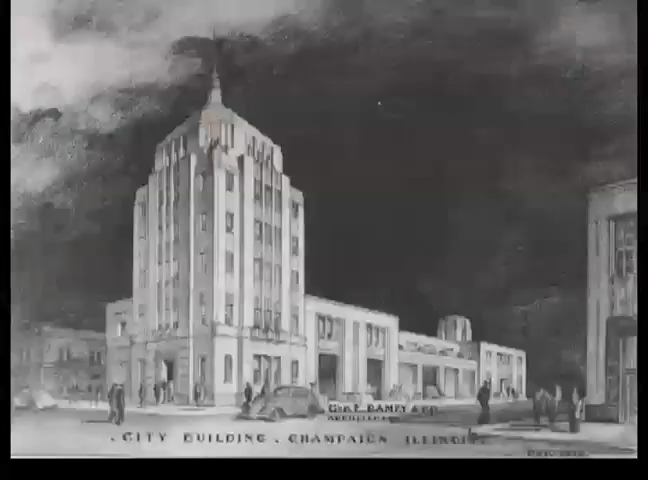 Geo. E. RAMEY & CO.
ARCHITECTS
. CITY BUILDING . CHAMPAIGN ILLINOIS.